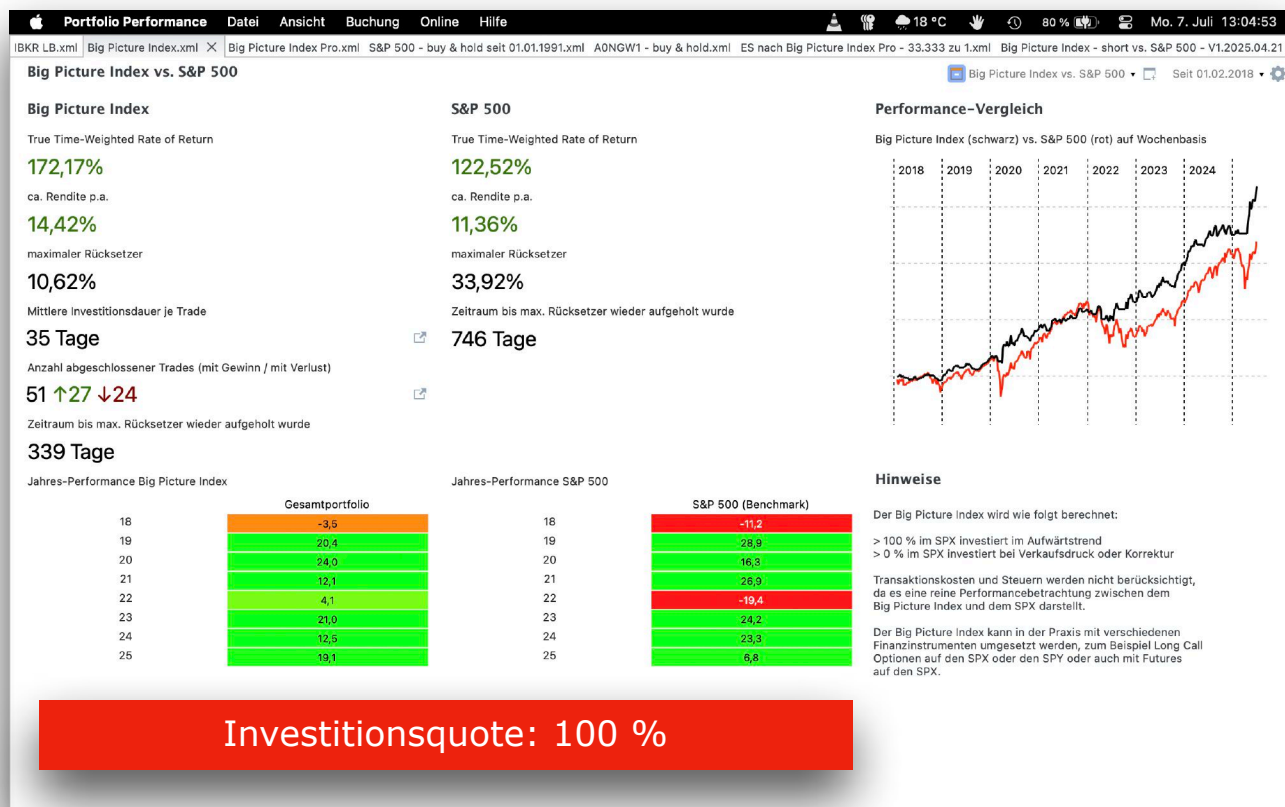 Portfolio Performance Datei Ansicht Buchung Online Hilfe 18 °C 80 % Mo. 7. Juli 13:04:53
IBKR LB.xml Big Picture Index.xml Big Picture Index Pro.xml S&P 500 - buy & hold seit 01.01.1991.xml A0NGW1 - buy & hold.xml ES nach Big Picture Index Pro - 33.333 zu 1.xml Big Picture Index - short vs. S&P 500 - V1.2025.04.21
Big Picture Index vs. S&P 500
Big Picture Index vs. S&P 500 Seit 01.02.2018
Big Picture Index
True Time-Weighted Rate of Return
172,17%
ca. Rendite p.a.
14,42%
maximaler Rücksetzer
10,62%
Mittlere Investitionsdauer je Trade
35 Tage
Anzahl abgeschlossener Trades (mit Gewinn / mit Verlust)
51 ↑27 ↓24
Zeitraum bis max. Rücksetzer wieder aufgeholt wurde
339 Tage
S&P 500
True Time-Weighted Rate of Return
122,52%
ca. Rendite p.a.
11,36%
maximaler Rücksetzer
33,92%
Zeitraum bis max. Rücksetzer wieder aufgeholt wurde
746 Tage
Performance-Vergleich
Big Picture Index (schwarz) vs. S&P 500 (rot) auf Wochenbasis
2018 2019 2020 2021 2022 2023 2024
Jahres-Performance Big Picture Index
Gesamtportfolio
18 -3,5
19 20,4
20 24,0
21 12,1
22 4,1
23 21,0
24 12,5
25 19,1
Jahres-Performance S&P 500
S&P 500 (Benchmark)
18 -11,2
19 28,9
20 16,3
21 26,9
22 -19,4
23 24,2
24 23,3
25 6,8
Hinweise
Der Big Picture Index wird wie folgt berechnet:
> 100 % im SPX investiert im Aufwärtstrend
> 0 % im SPX investiert bei Verkaufsdruck oder Korrektur
Transaktionskosten und Steuern werden nicht berücksichtigt,
da es eine reine Performancebetrachtung zwischen dem
Big Picture Index und dem SPX darstellt.
Der Big Picture Index kann in der Praxis mit verschiedenen
Finanzinstrumenten umgesetzt werden, zum Beispiel Long Call
Optionen auf den SPX oder den SPY oder auch mit Futures
auf den SPX.
Investitionsquote: 100 %